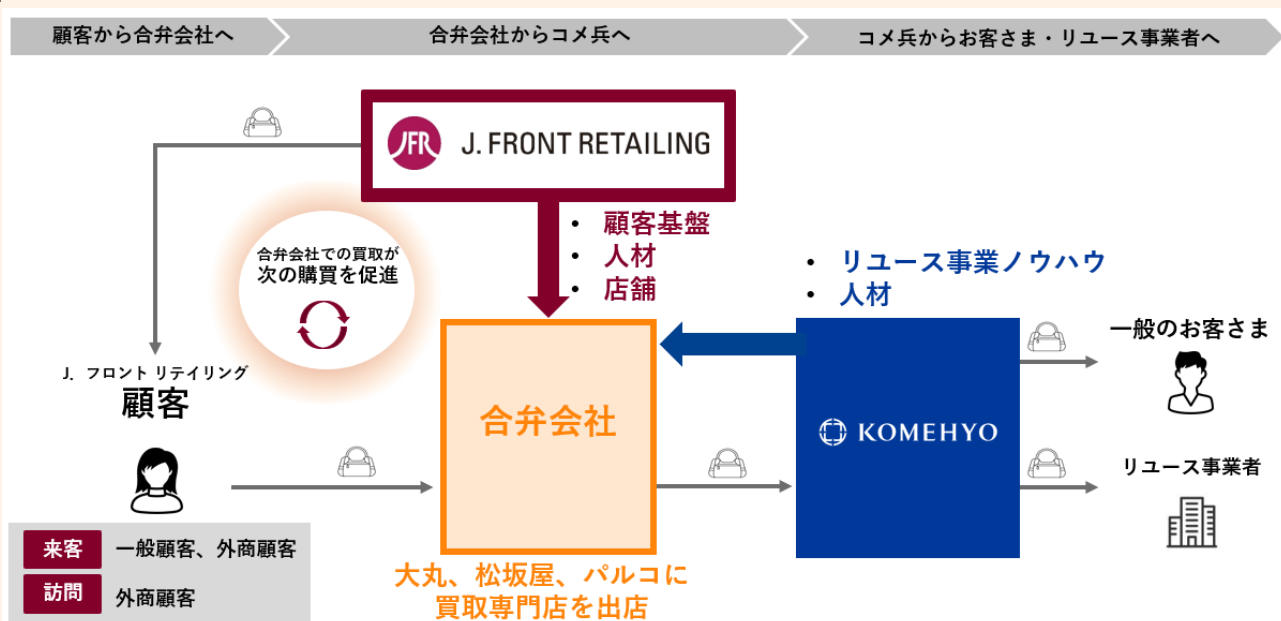 顧客から合弁会社へ
合弁会社からコメ兵へ
コメ兵からお客さま・リユース事業者へ
JFR J. FRONT RETAILING
• 顧客基盤
• 人材
• 店舗
合弁会社での買取が
次の購買を促進
• リユース事業ノウハウ
• 人材
J. フロント リテイリング
顧客
合弁会社
KOMEHYO
一般のお客さま
リユース事業者
来客 一般顧客、外商顧客
訪問 外商顧客
大丸、松坂屋、パルコに
買取専門店を出店